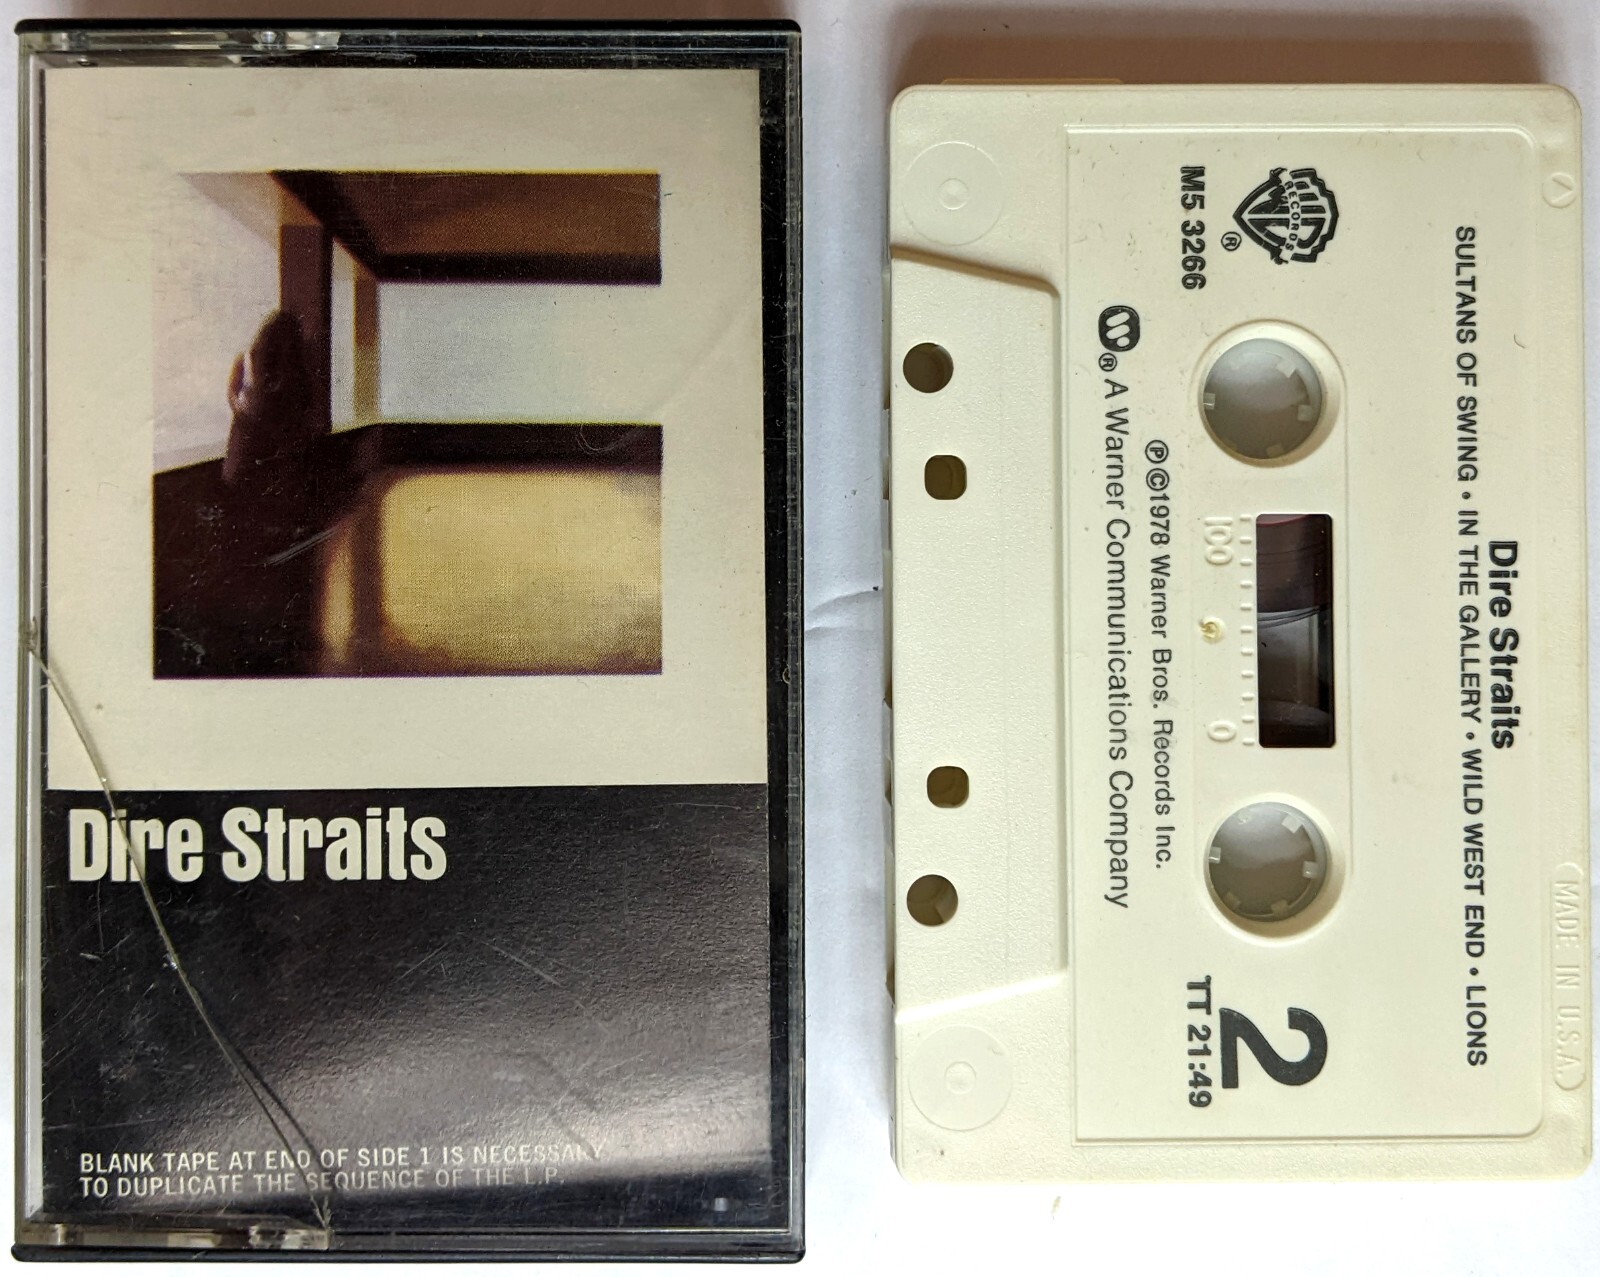 Dire Straits
BLANK TAPE AT END OF SIDE 1 IS NECESSARY
TO DUPLICATE THE SEQUENCE OF THE L.P.
MADE IN U.S.A.
Dire Straits
SULTANS OF SWING • IN THE GALLERY • WILD WEST END • LIONS
RECORDS
®
M5 3266
100 0
2
TT 21:49
℗©1978 Warner Bros. Records Inc.
® A Warner Communications Company